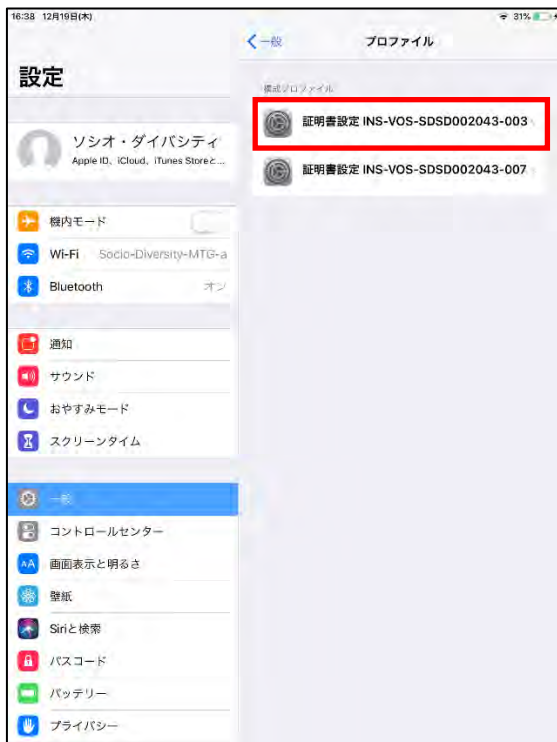 16:38 12月19日(木)
31%
設定
ソシオ・ダイバシティ
Apple ID、iCloud、iTunes Storeと...
機内モード
Wi-Fi Socio-Diversity-MTG-a
Bluetooth オン
通知
サウンド
おやすみモード
スクリーンタイム
一般
コントロールセンター
画面表示と明るさ
壁紙
Siriと検索
パスコード
バッテリー
プライバシー
一般
プロファイル
構成プロファイル
証明書設定 INS-VOS-SDSD002043-003
証明書設定 INS-VOS-SDSD002043-007